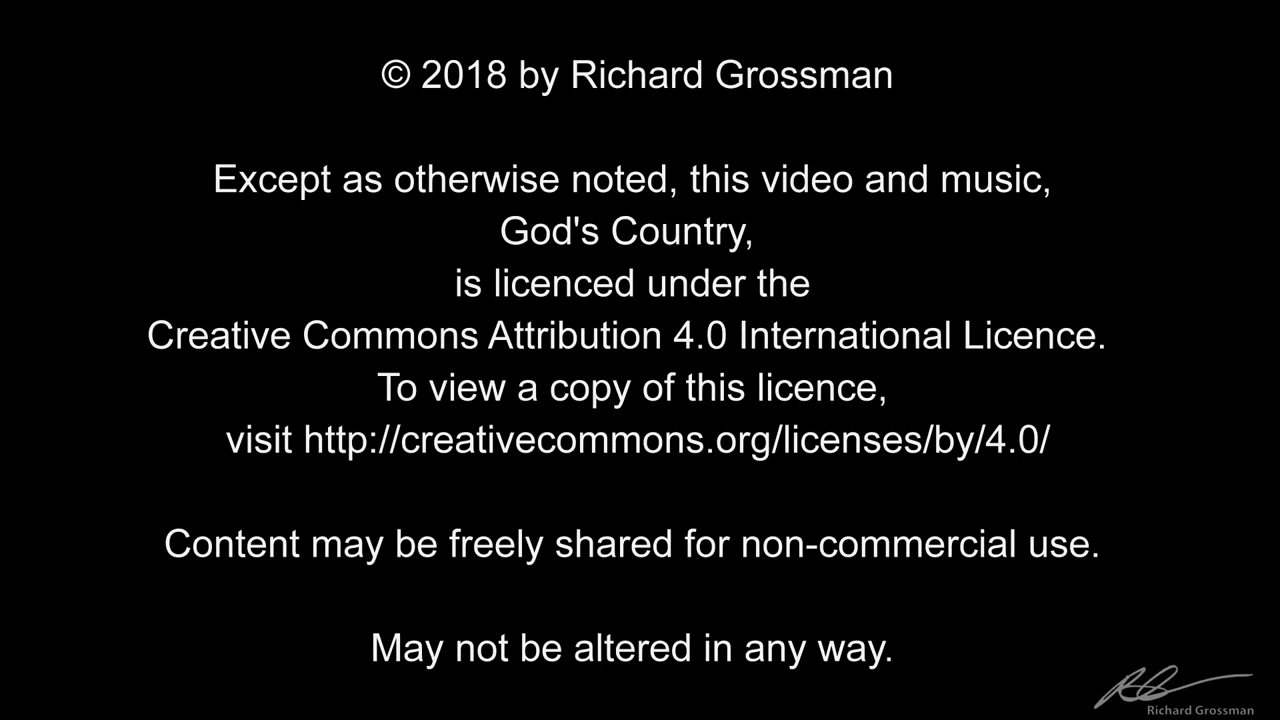 © 2018 by Richard Grossman
Except as otherwise noted, this video and music,
God's Country,
is licenced under the
Creative Commons Attribution 4.0 International Licence.
To view a copy of this licence,
visit http://creativecommons.org/licenses/by/4.0/
Content may be freely shared for non-commercial use.
May not be altered in any way.
Richard Grossman